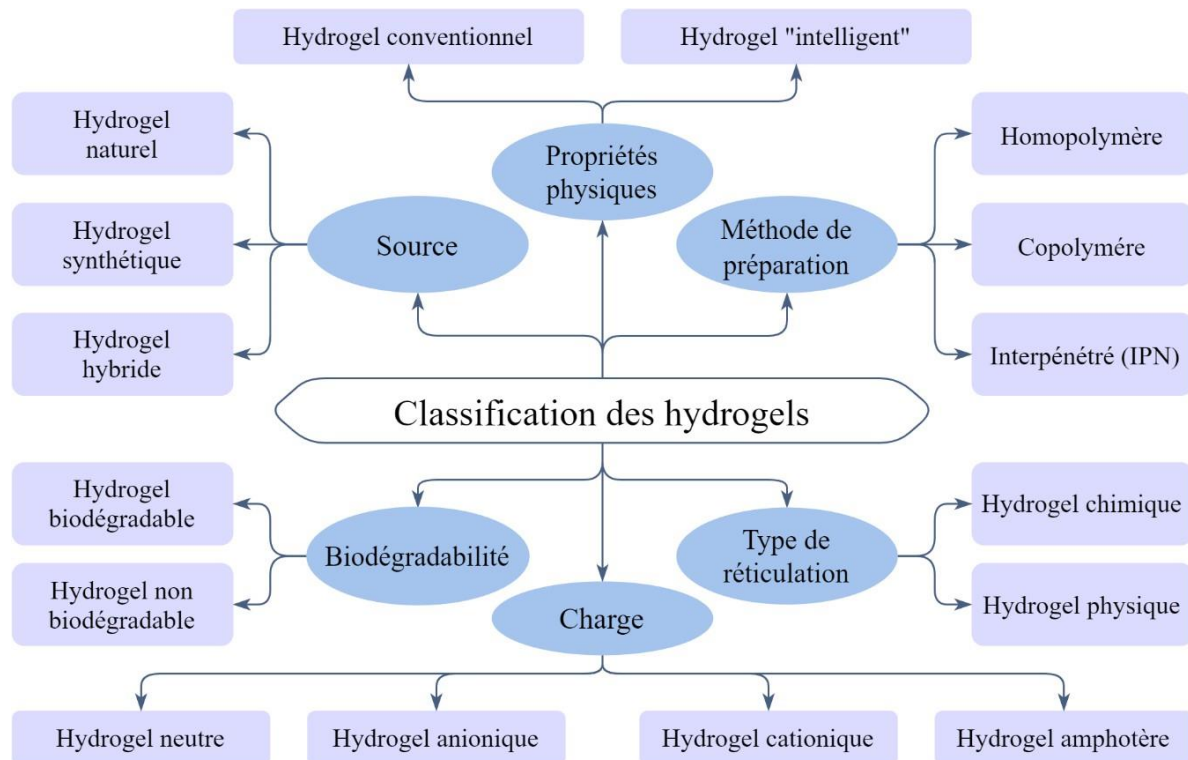 Hydrogel conventionnel
Hydrogel "intelligent"
Hydrogel
naturel
Propriétés
physiques
Homopolymère
Hydrogel
synthétique
Source
Méthode de
préparation
Copolymére
Hydrogel
hybride
Interpénétré (IPN)
Classification des hydrogels
Hydrogel
biodégradable
Hydrogel chimique
Biodégradabilité
Type de
réticulation
Hydrogel non
biodégradable
Charge
Hydrogel physique
Hydrogel neutre
Hydrogel anionique
Hydrogel cationique
Hydrogel amphotère